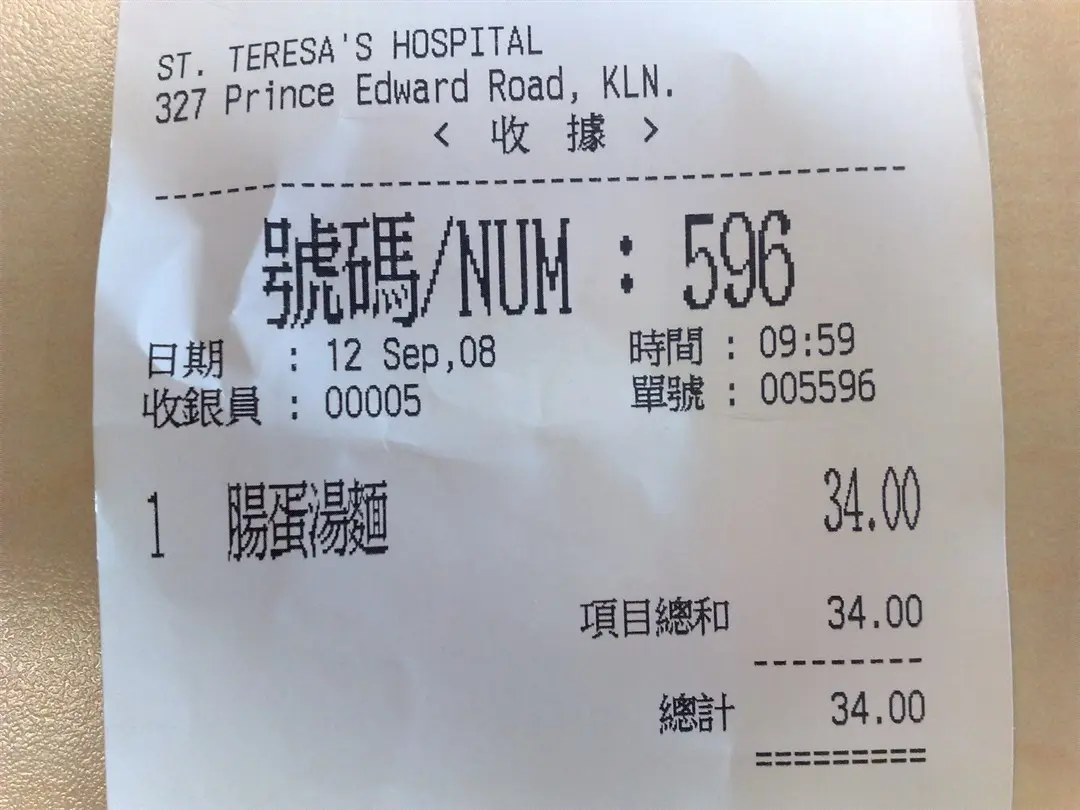 ST. TERESA'S HOSPITAL
327 Prince Edward Road, KLN.
< 收 據 >
號碼/NUM : 596
日期 : 12 Sep,08 時間 : 09:59
收銀員 : 00005 單號 : 005596
1 腸蛋湯麵 34.00
項目總和 34.00
總計 34.00